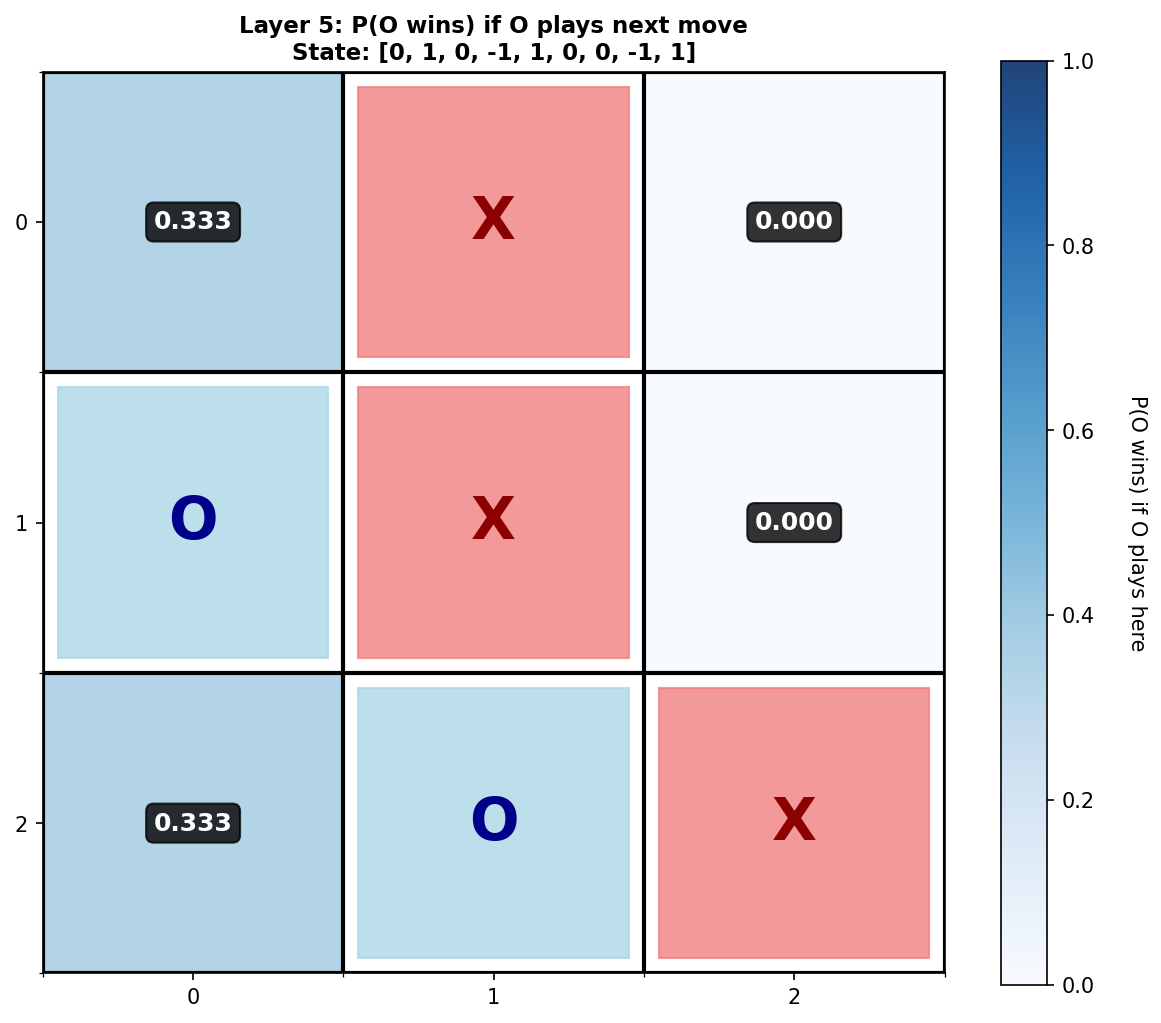 Layer 5: P(O wins) if O plays next move
State: [0, 1, 0, -1, 1, 0, 0, -1, 1]
0.333
X
0.000
O
X
0.000
0.333
O
X
0
1
2
0
1
2
1.0
0.8
0.6
0.4
0.2
0.0
P(O wins) if O plays here